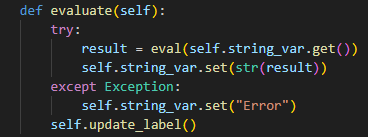 def evaluate(self):
    try:
        result = eval(self.string_var.get())
        self.string_var.set(str(result))
    except Exception:
        self.string_var.set("Error")
    self.update_label()